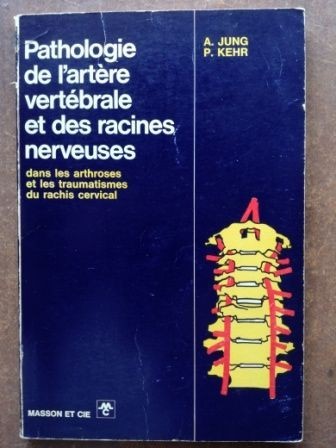 Pathologie
de l'artère
vertébrale
et des racines
nerveuses
dans les arthroses
et les traumatismes
du rachis cervical
A. JUNG
P. KEHR
MASSON ET CIE
MC